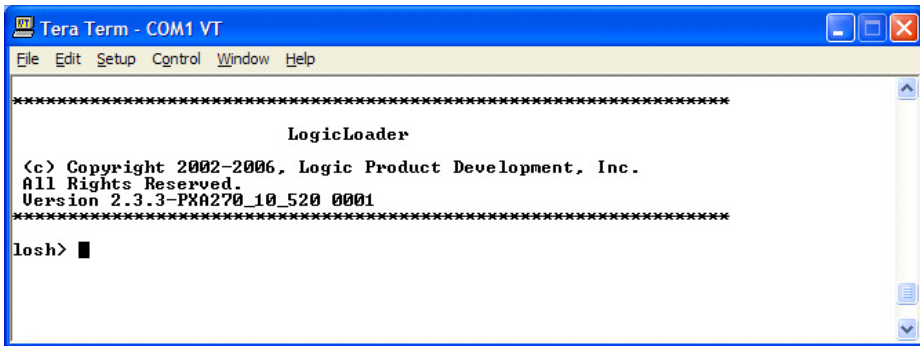 Tera Term - COM1 VT
File Edit Setup Control Window Help
*****************************************************************
LogicLoader
(c) Copyright 2002-2006, Logic Product Development, Inc.
All Rights Reserved.
Version 2.3.3-PXA270_10_520 0001
*****************************************************************
losh>